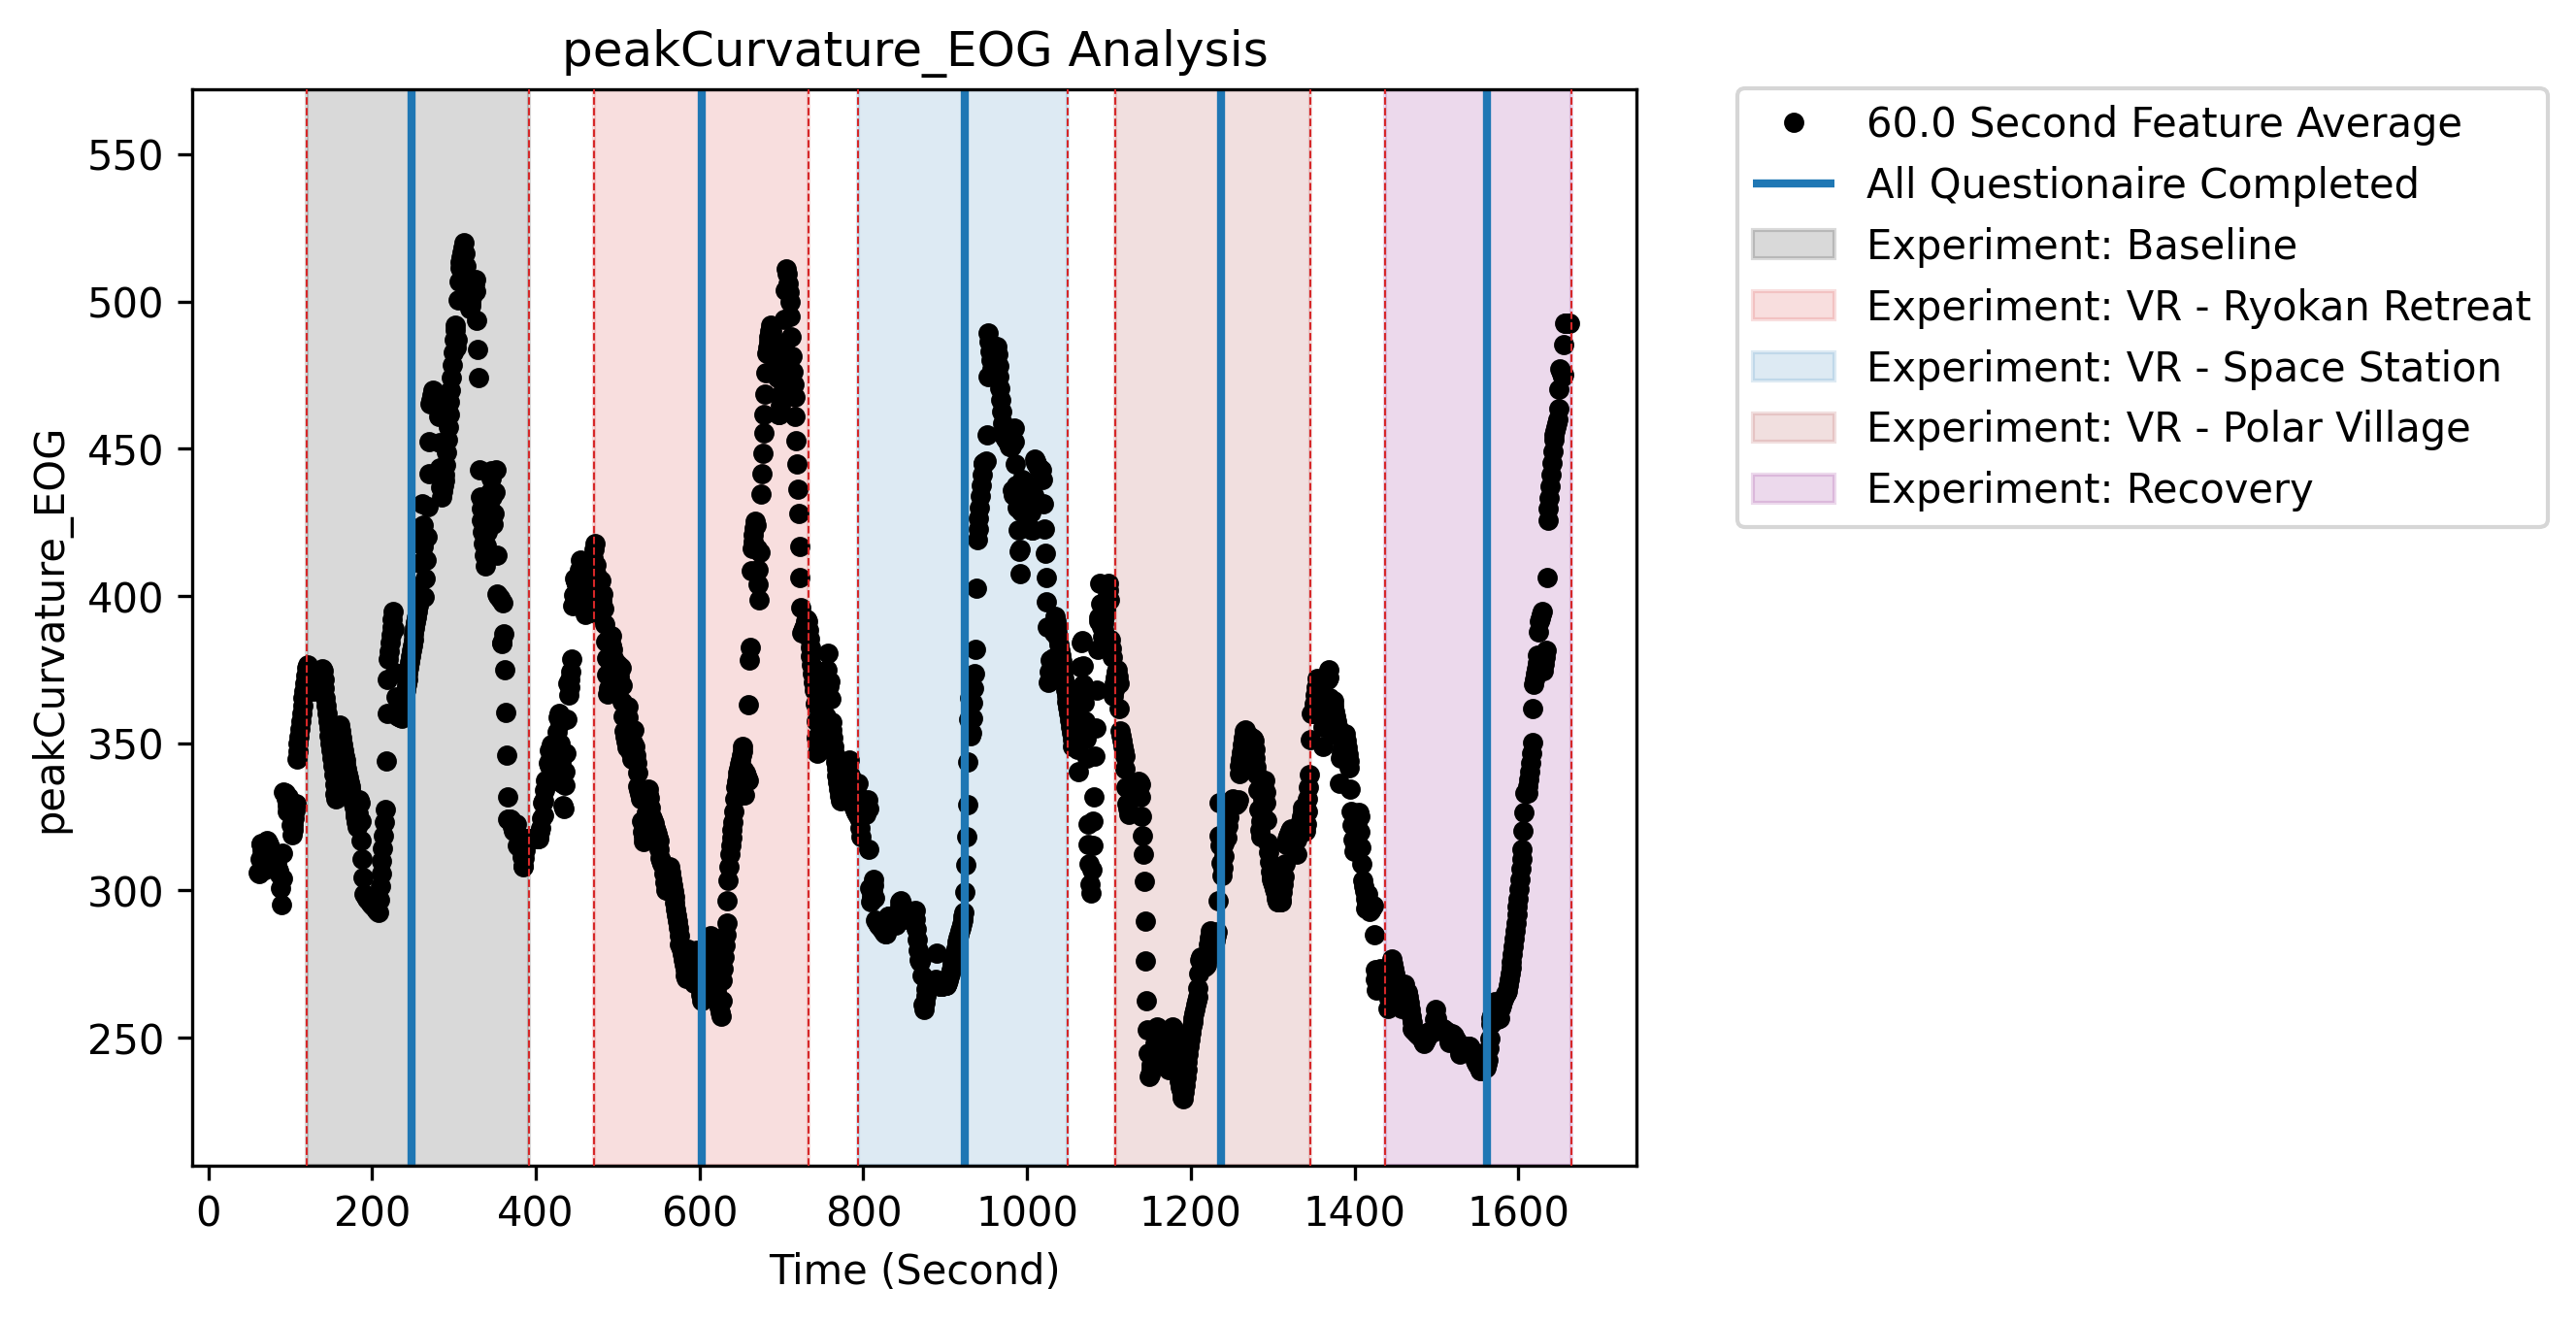 peakCurvature_EOG Analysis
peakCurvature_EOG
550
500
450
400
350
300
250
0 200 400 600 800 1000 1200 1400 1600
Time (Second)
60.0 Second Feature Average
All Questionaire Completed
Experiment: Baseline
Experiment: VR - Ryokan Retreat
Experiment: VR - Space Station
Experiment: VR - Polar Village
Experiment: Recovery